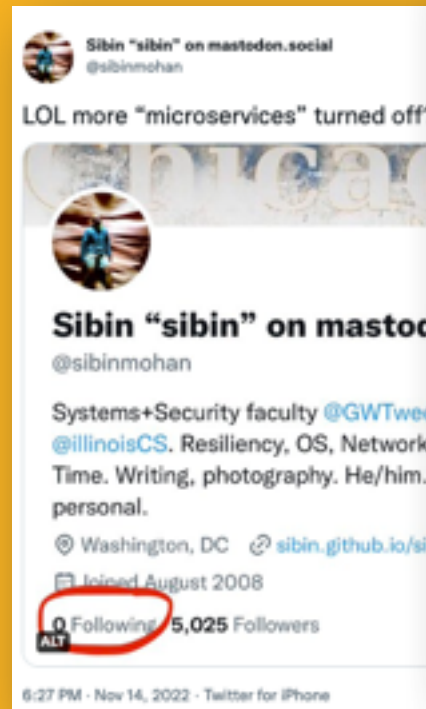 Sibin “sibin” on mastodon.social
@sibinmohan
LOL more “microservices” turned off
Chica
Sibin “sibin” on mastod
@sibinmohan
Systems+Security faculty @GWTwee
@illinoisCS. Resiliency, OS, Network
Time. Writing, photography. He/him.
personal.
Washington, DC sibin.github.io/si
Joined August 2008
0 Following 5,025 Followers
ALT
6:27 PM · Nov 14, 2022 · Twitter for iPhone